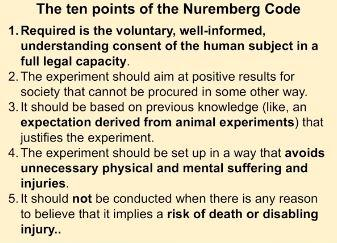 The ten points of the Nuremberg Code
1. Required is the voluntary, well-informed,
understanding consent of the human subject in a
full legal capacity.
2. The experiment should aim at positive results for
society that cannot be procured in some other way.
3. It should be based on previous knowledge (like, an
expectation derived from animal experiments) that
justifies the experiment.
4. The experiment should be set up in a way that avoids
unnecessary physical and mental suffering and
injuries.
5. It should not be conducted when there is any reason
to believe that it implies a risk of death or disabling
injury..